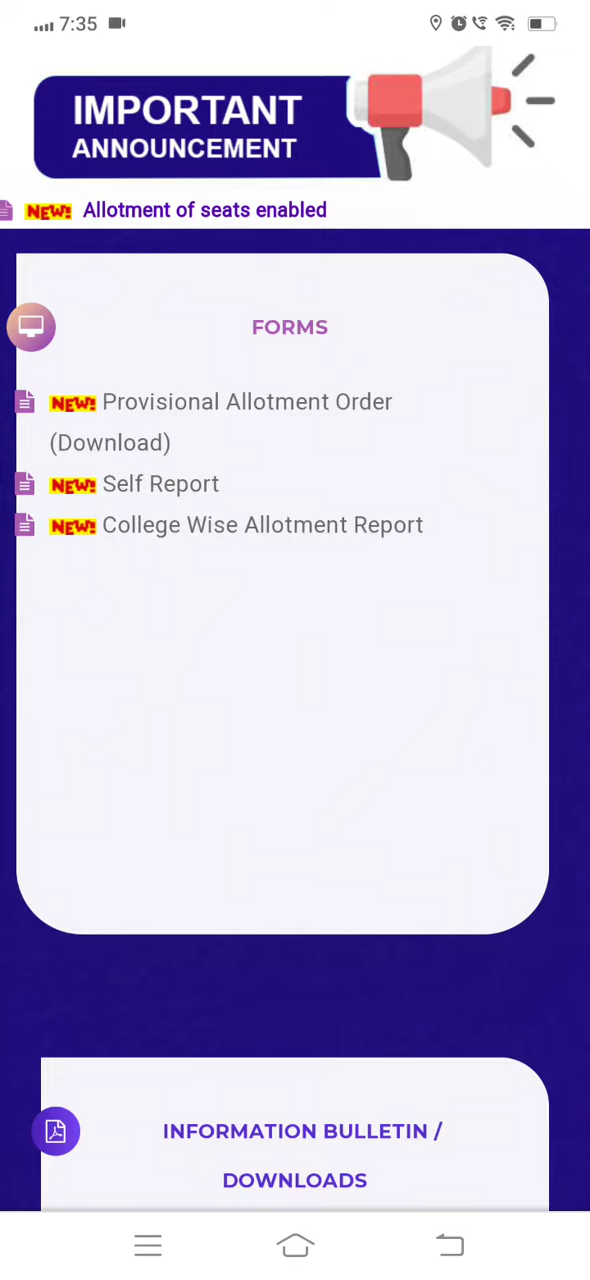 7:35
IMPORTANT
ANNOUNCEMENT
NEW! Allotment of seats enabled
FORMS
NEW! Provisional Allotment Order
(Download)
NEW! Self Report
NEW! College Wise Allotment Report
INFORMATION BULLETIN /
DOWNLOADS